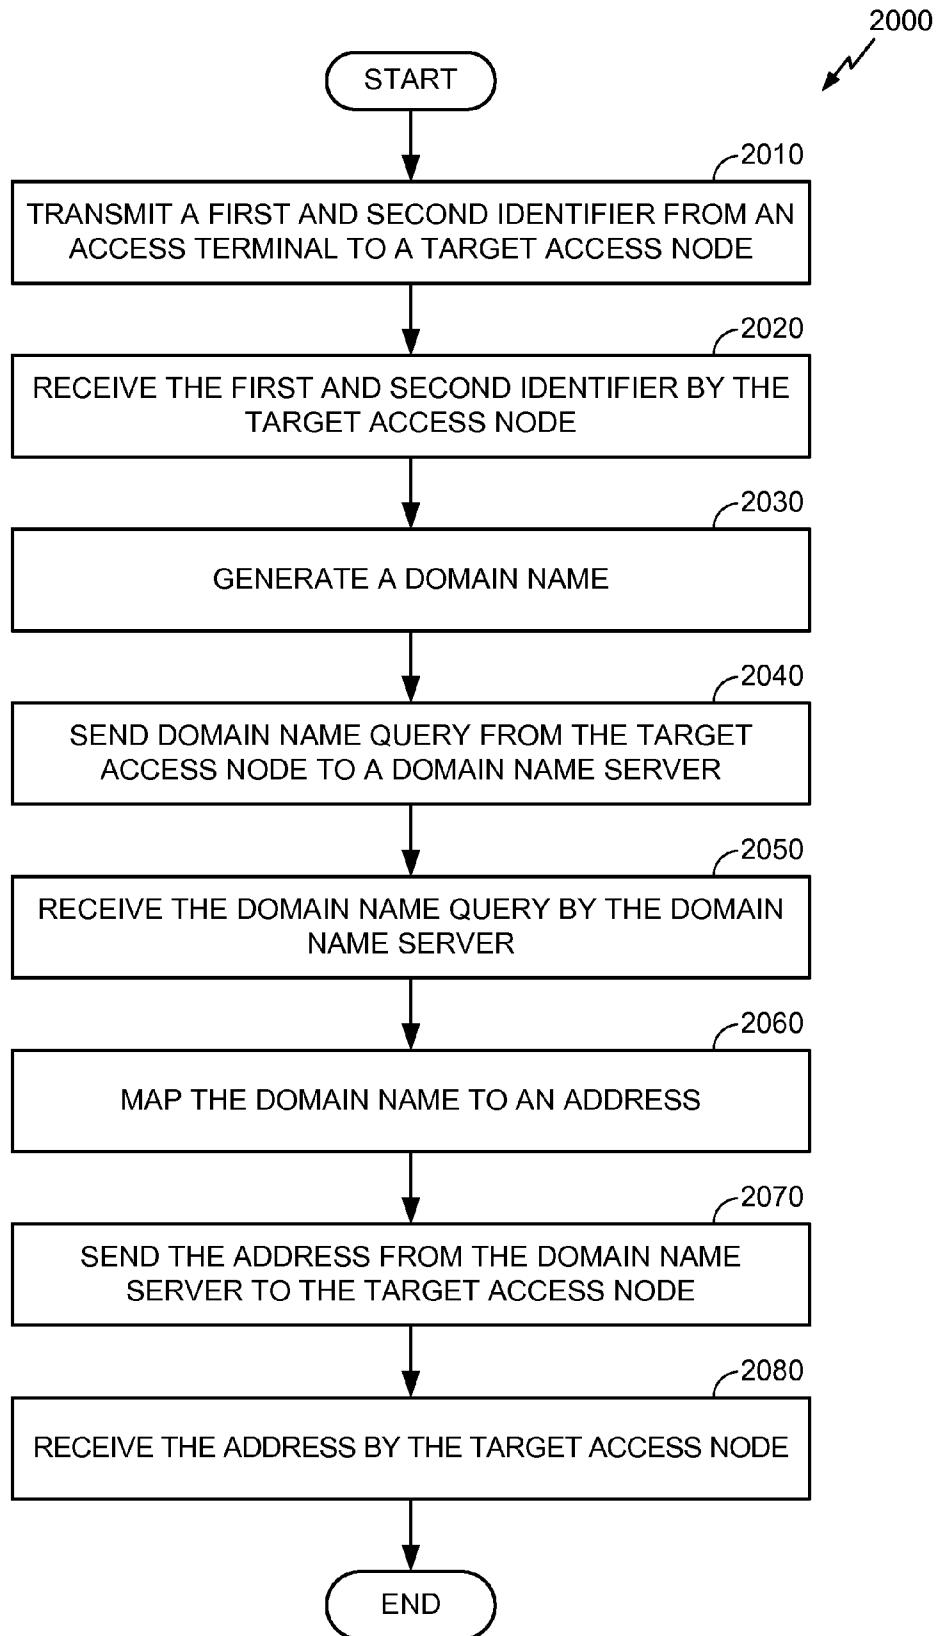 2000
START
2010
TRANSMIT A FIRST AND SECOND IDENTIFIER FROM AN
ACCESS TERMINAL TO A TARGET ACCESS NODE
2020
RECEIVE THE FIRST AND SECOND IDENTIFIER BY THE
TARGET ACCESS NODE
2030
GENERATE A DOMAIN NAME
2040
SEND DOMAIN NAME QUERY FROM THE TARGET
ACCESS NODE TO A DOMAIN NAME SERVER
2050
RECEIVE THE DOMAIN NAME QUERY BY THE DOMAIN
NAME SERVER
2060
MAP THE DOMAIN NAME TO AN ADDRESS
2070
SEND THE ADDRESS FROM THE DOMAIN NAME
SERVER TO THE TARGET ACCESS NODE
2080
RECEIVE THE ADDRESS BY THE TARGET ACCESS NODE
END